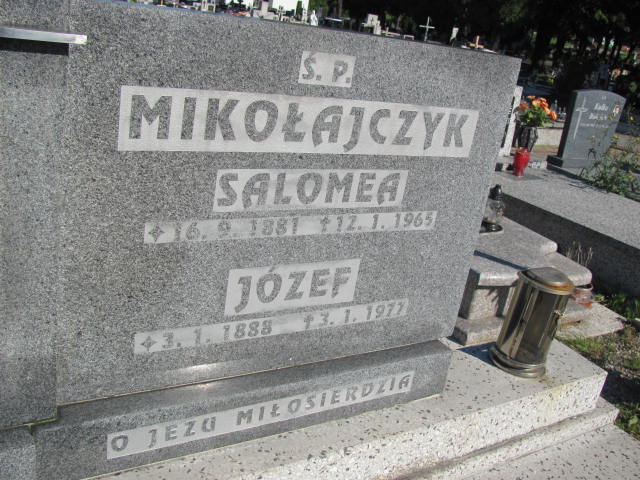 Ś. P.
MIKOŁAJCZYK
SALOMEA
✦ 16. 9. 1881 ✝ 12. 1. 1965
JÓZEF
✦ 3. 1. 1888 ✝ 3. 1. 1977
O JEZU MIŁOSIERDZIA